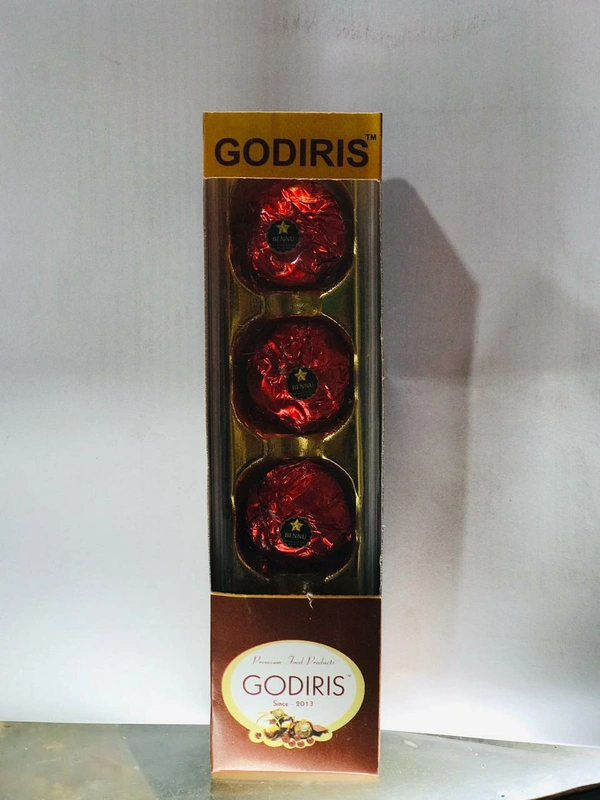 GODIRIS™
BENNU
BENNU
BENNU
Premium Food Products
GODIRIS™
Since - 2013